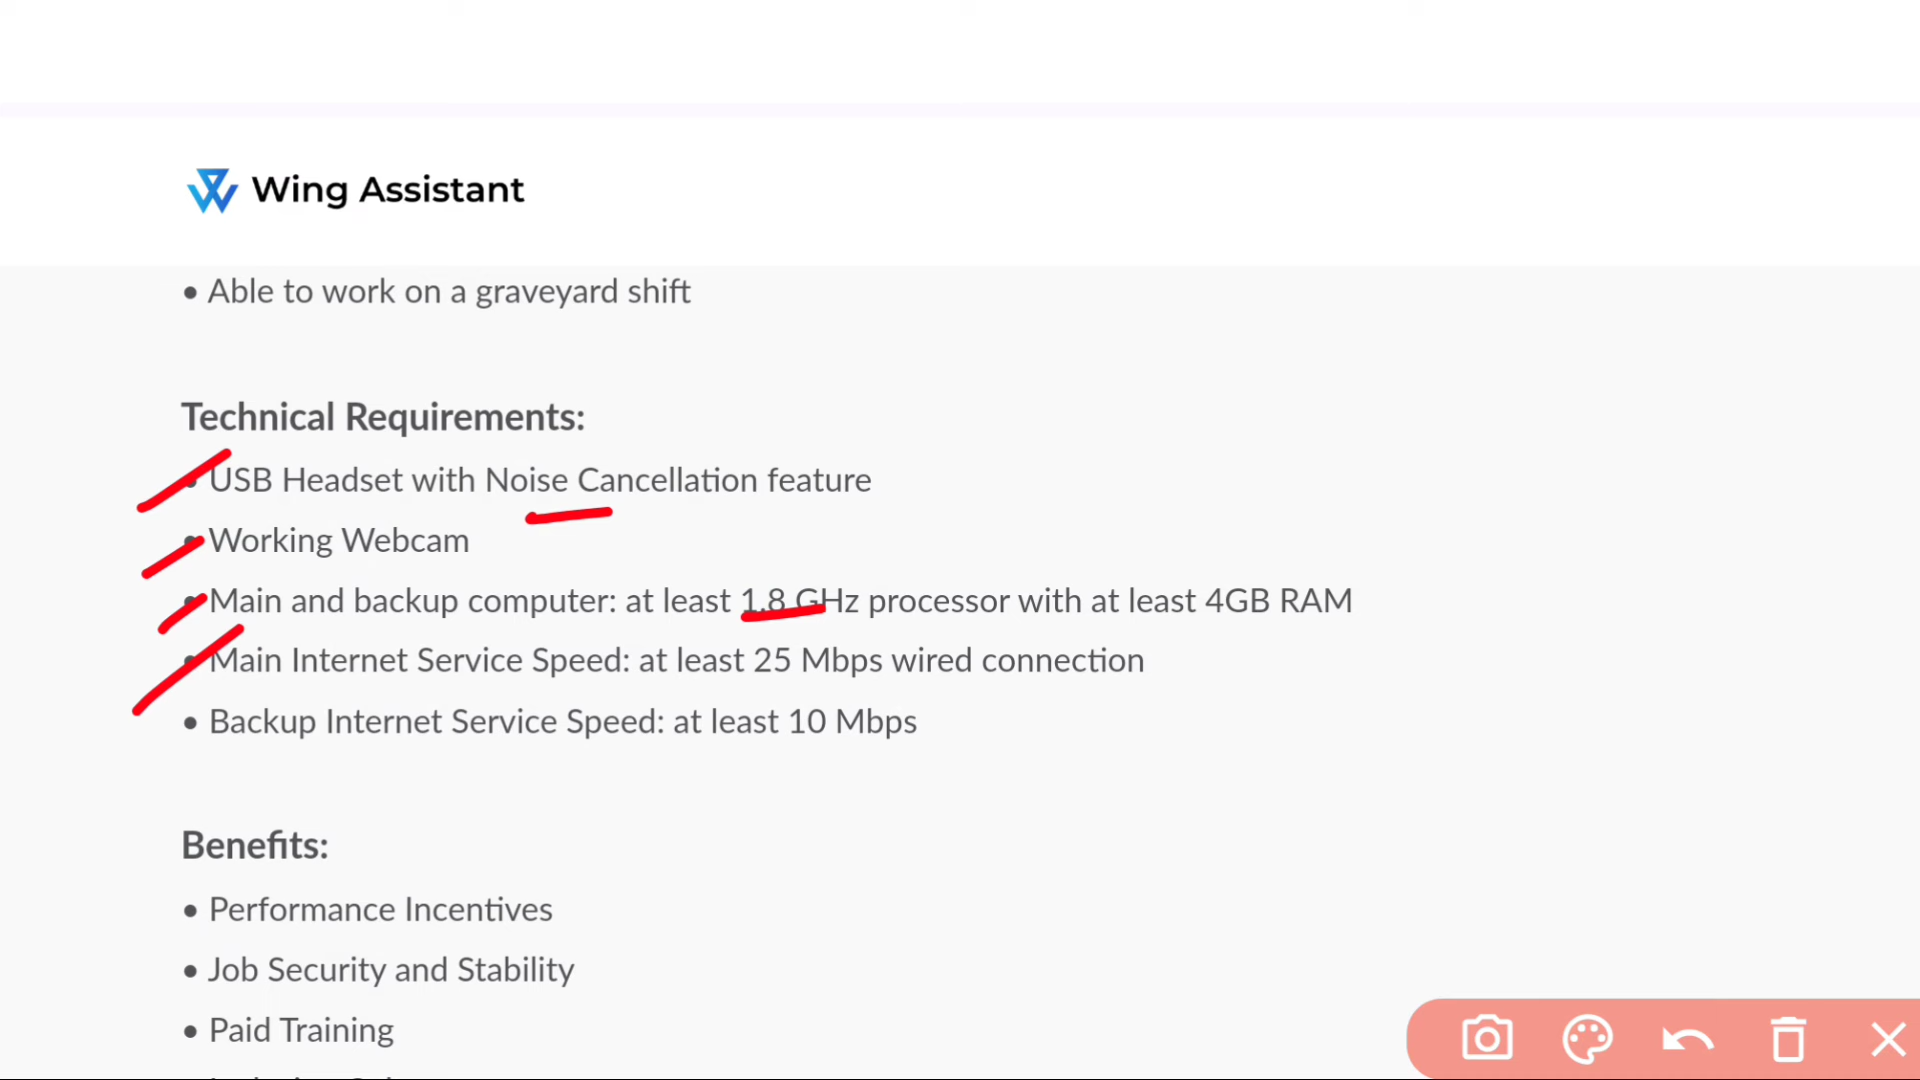 Wing Assistant
• Able to work on a graveyard shift
Technical Requirements:
• USB Headset with Noise Cancellation feature
• Working Webcam
• Main and backup computer: at least 1.8 GHz processor with at least 4GB RAM
• Main Internet Service Speed: at least 25 Mbps wired connection
• Backup Internet Service Speed: at least 10 Mbps
Benefits:
• Performance Incentives
• Job Security and Stability
• Paid Training